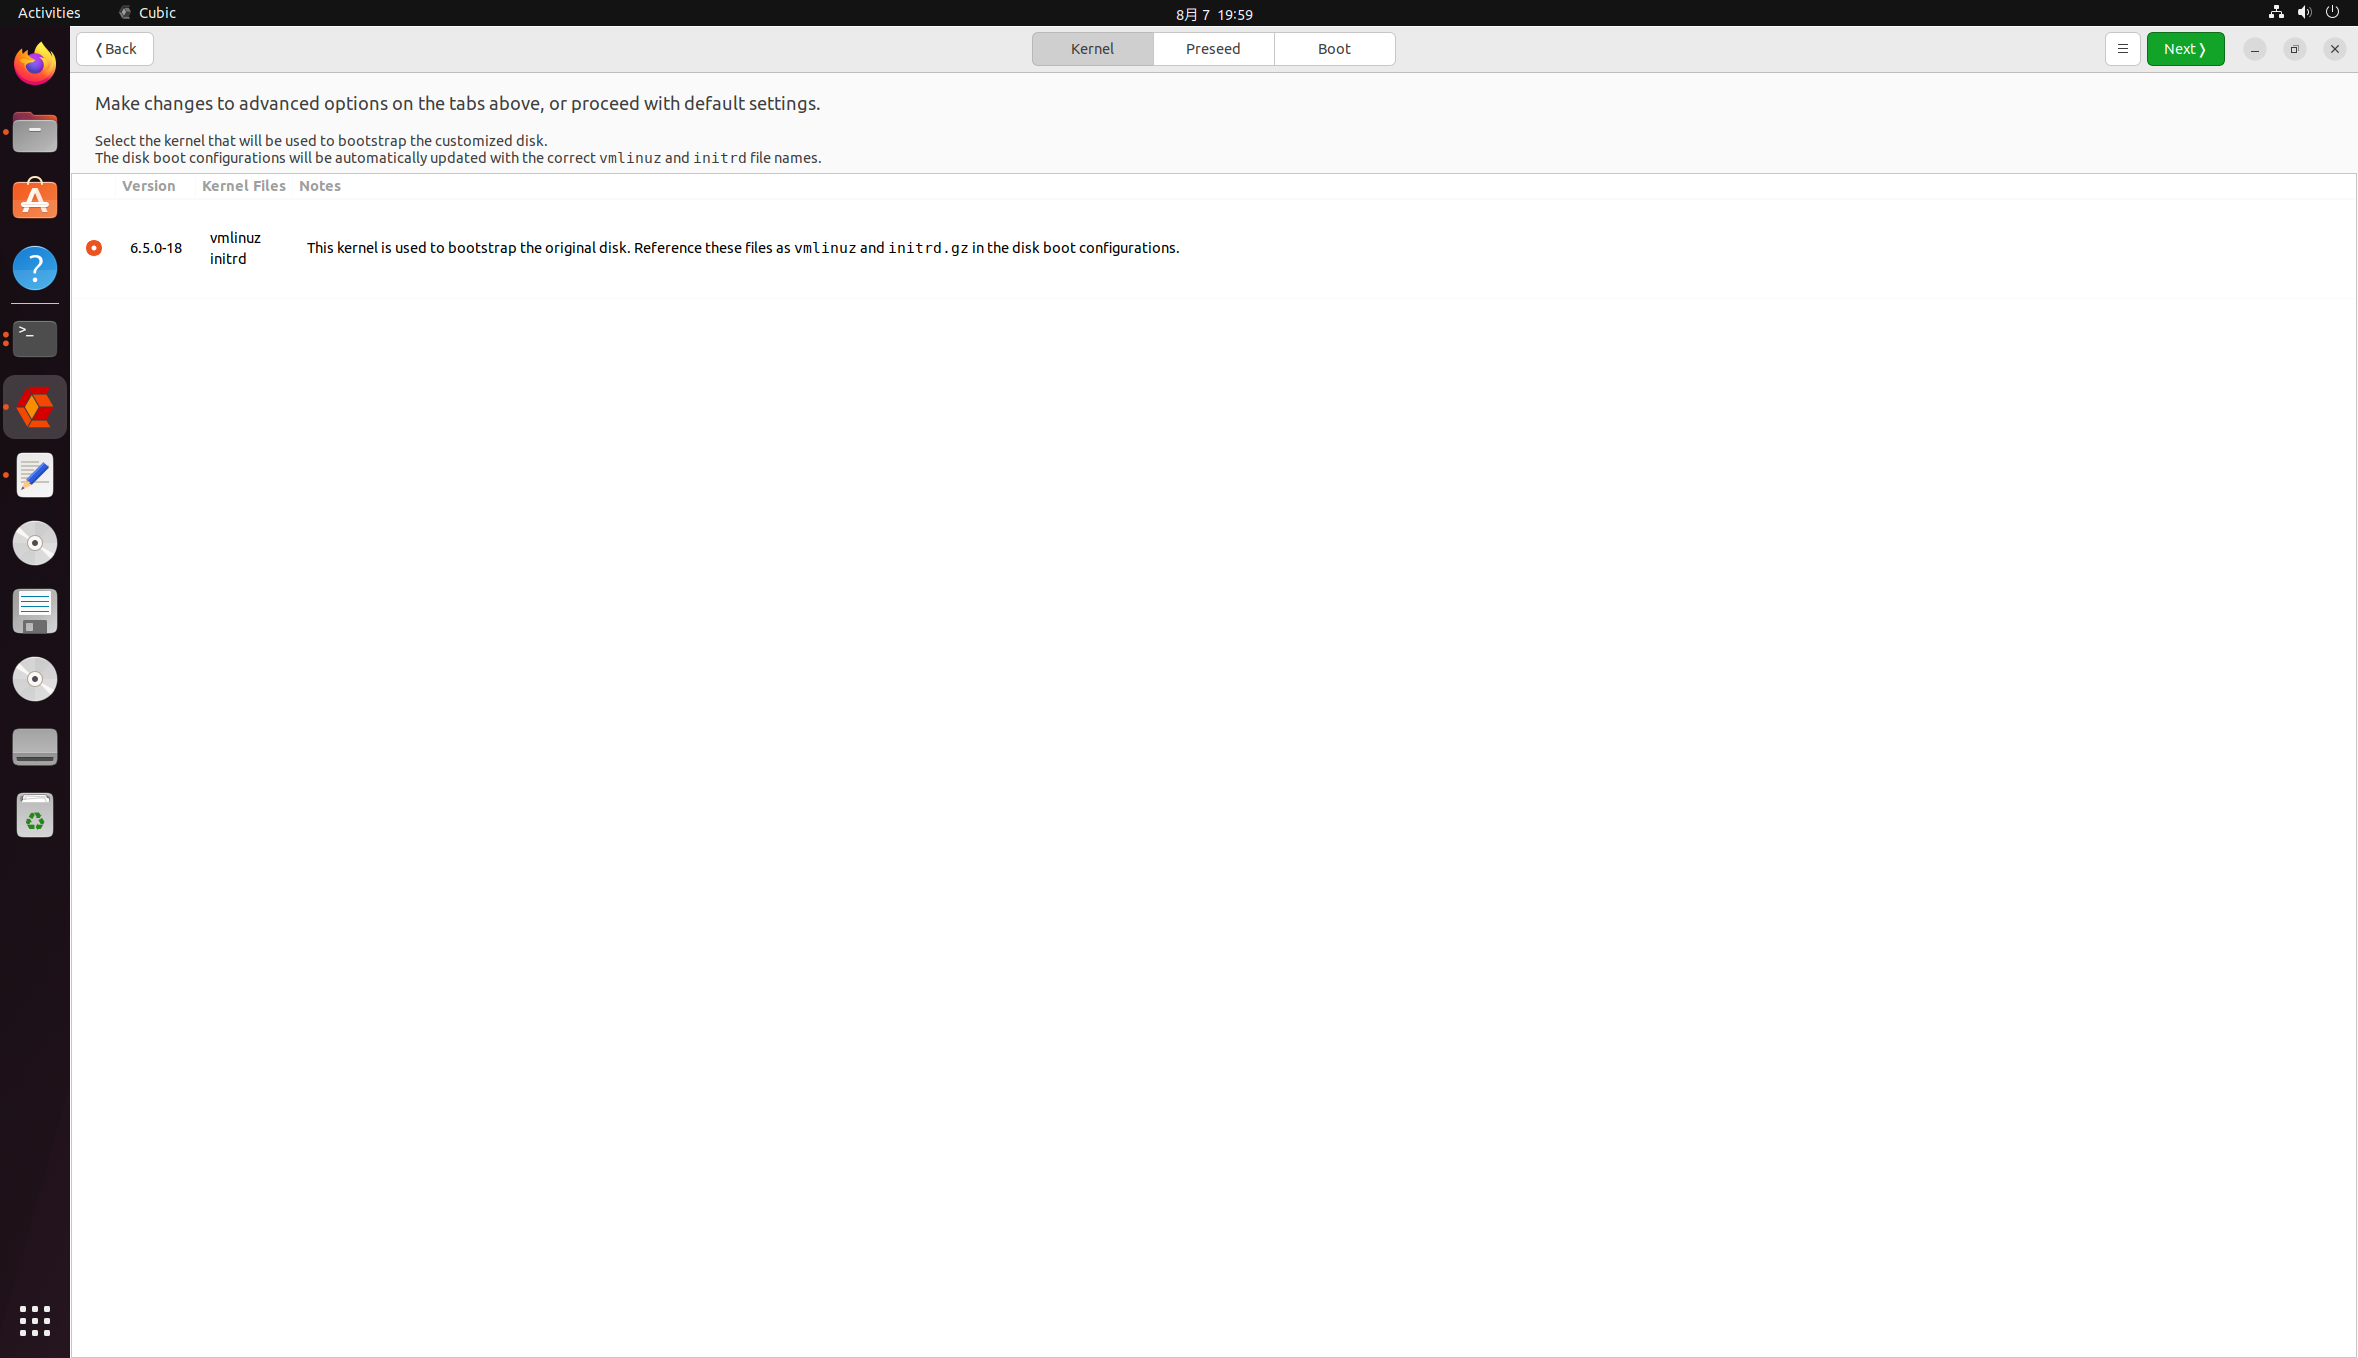 Activities Cubic 8月 7 19:59
❬Back Kernel Preseed Boot Next❭
Make changes to advanced options on the tabs above, or proceed with default settings.
Select the kernel that will be used to bootstrap the customized disk.
The disk boot configurations will be automatically updated with the correct vmlinuz and initrd file names.
Version Kernel Files Notes
6.5.0-18 vmlinuz initrd This kernel is used to bootstrap the original disk. Reference these files as vmlinuz and initrd.gz in the disk boot configurations.